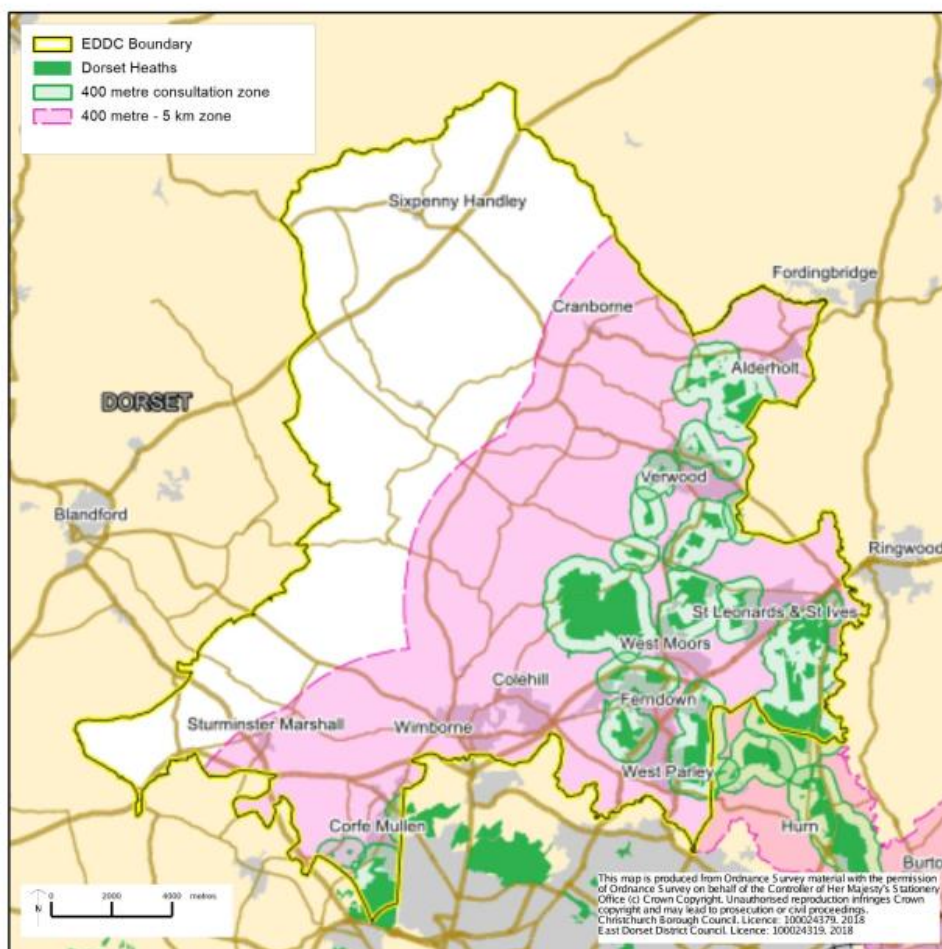 EDDC Boundary
Dorset Heaths
400 metre consultation zone
400 metre - 5 km zone
Sixpenny Handley
Fordingbridge
Cranborne
Alderholt
DORSET
Verwood
Blandford
Ringwood
St Leonards & St Ives
West Moors
Colehill
Ferndown
Sturminster Marshall
Wimborne
West Parley
Corfe Mullen
Hurn
Burto
This map is produced from Ordnance Survey material with the permission
of Ordnance Survey on behalf of the Controller of Her Majesty's Stationery
Office (c) Crown Copyright. Unauthorised reproduction infringes Crown
copyright and may lead to prosecution or civil proceedings.
Christchurch Borough Council. Licence: 100024379. 2018
East Dorset District Council. Licence: 100024319. 2018
N
0 2000 4000 metres